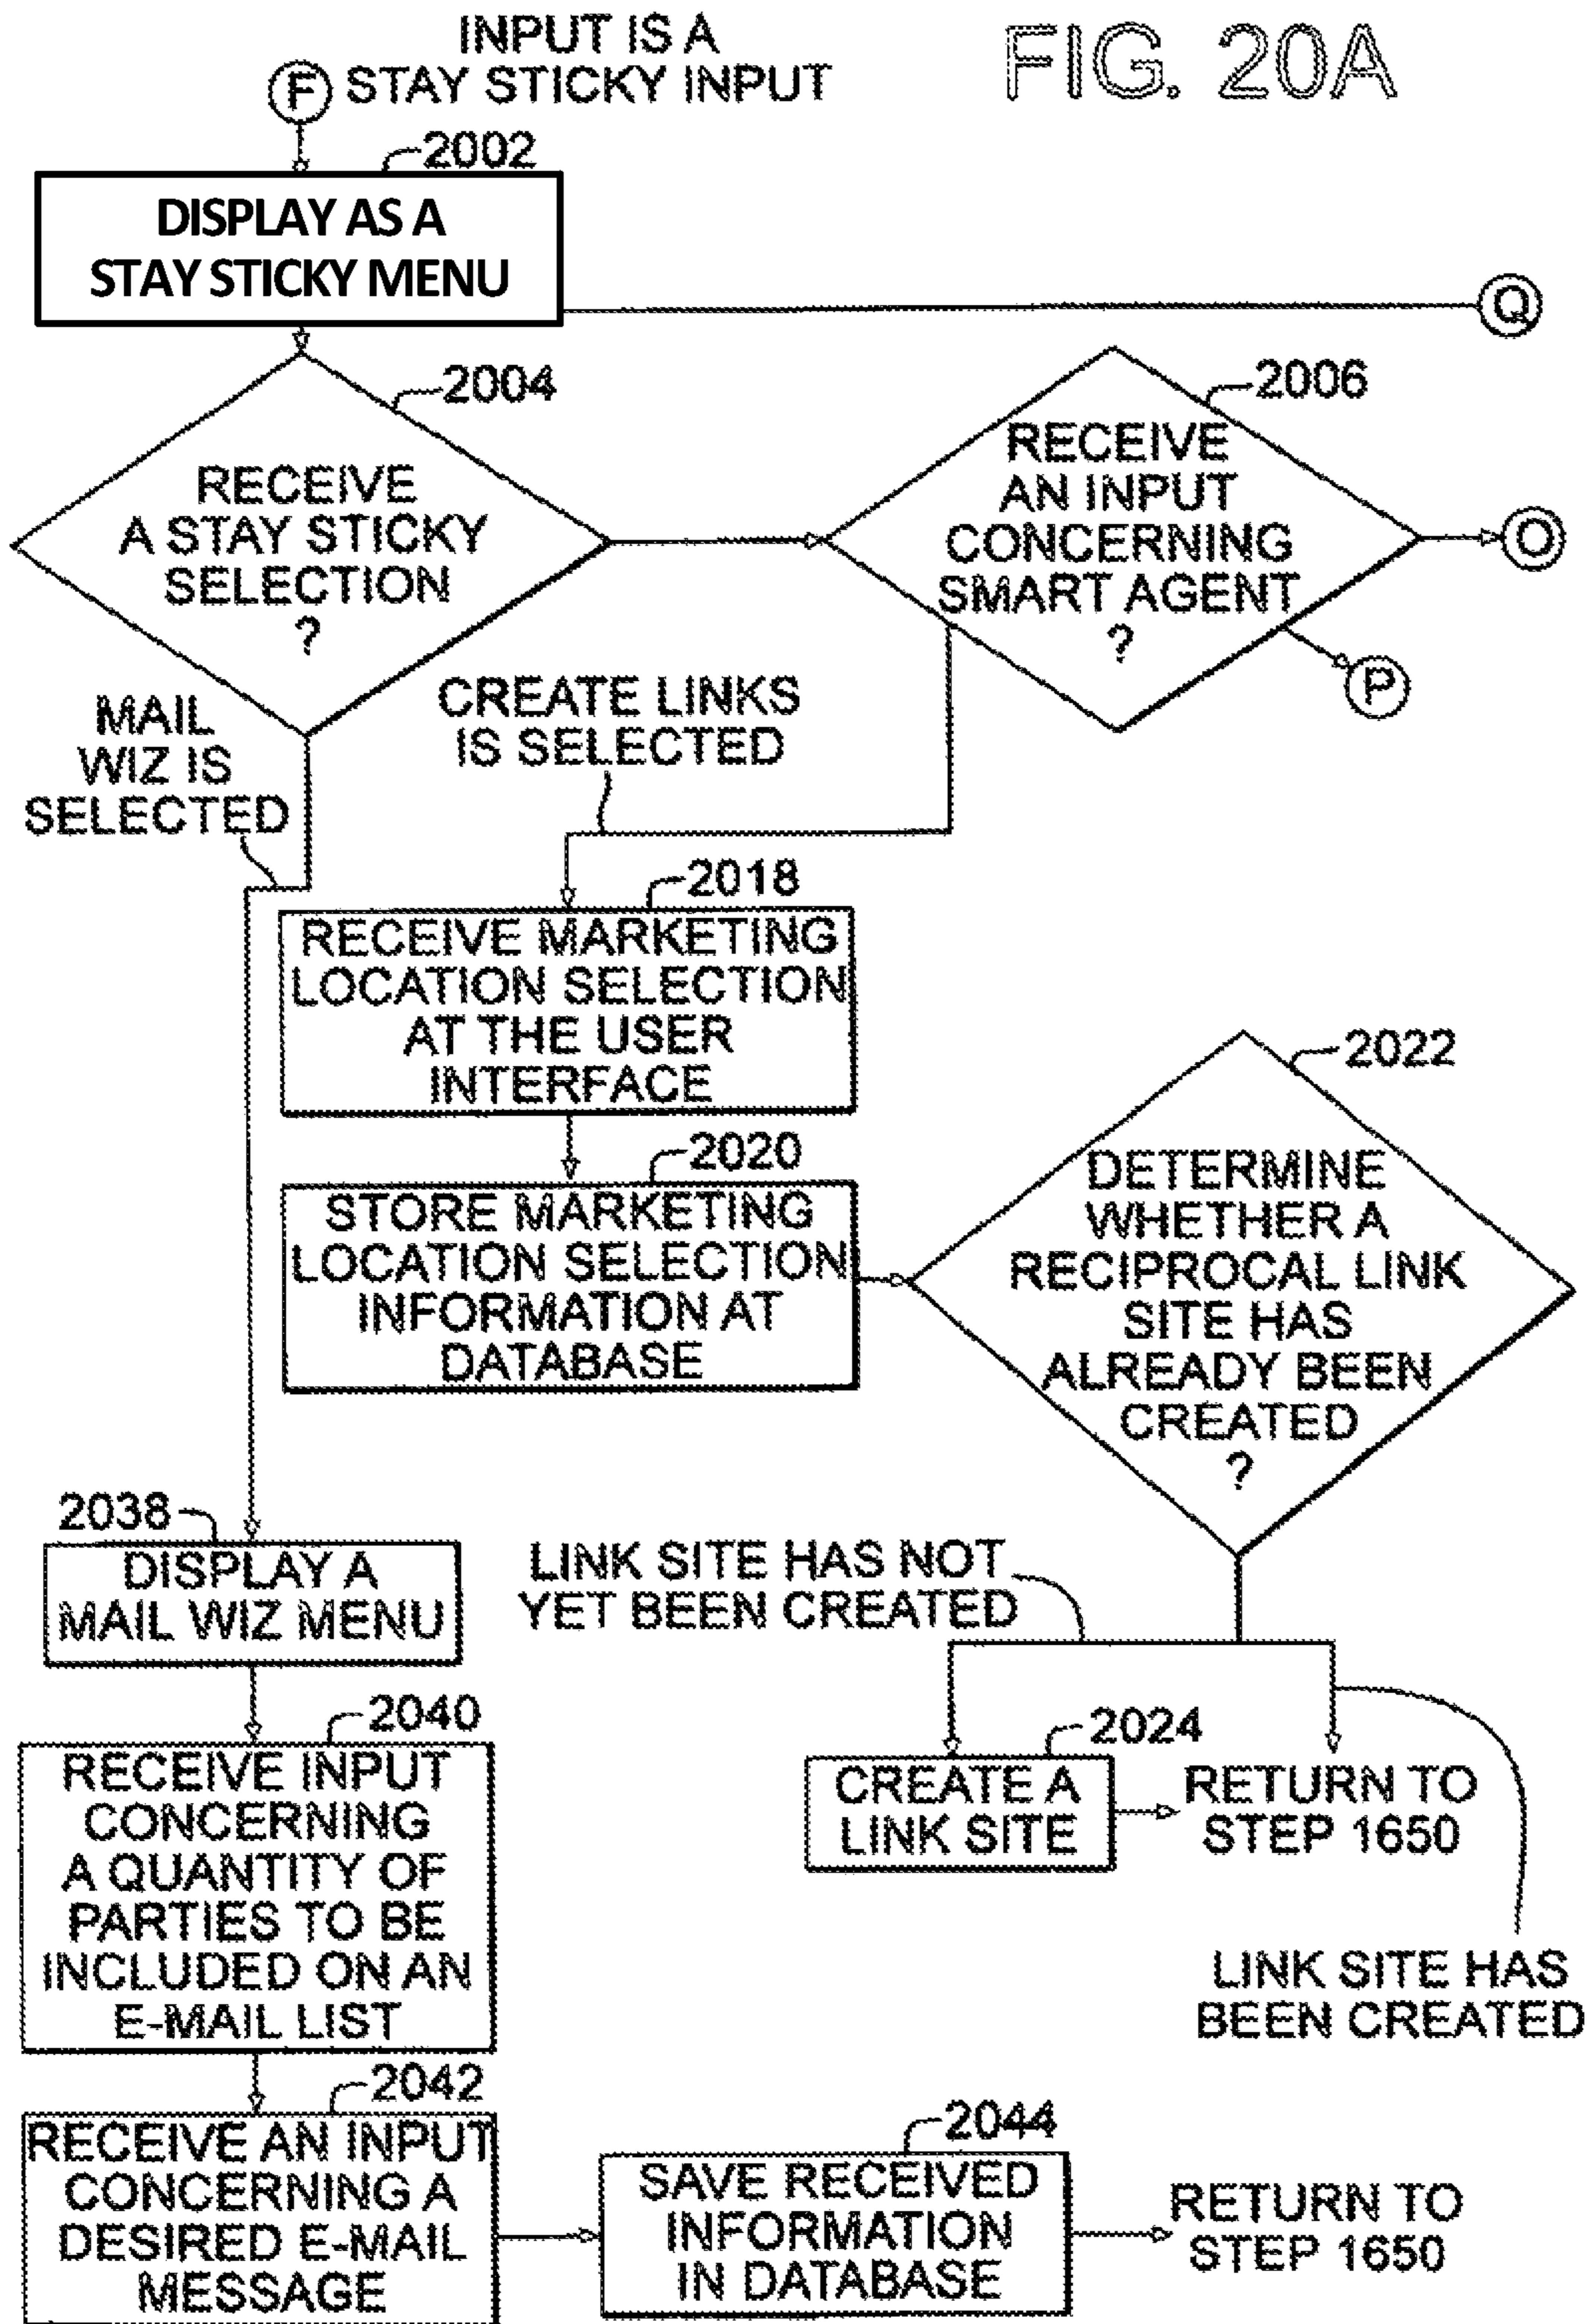 FIG. 20A
INPUT IS A
STAY STICKY INPUT
F
2002
DISPLAY AS A
STAY STICKY MENU
Q
2004
RECEIVE
A STAY STICKY
SELECTION
?
2006
RECEIVE
AN INPUT
CONCERNING
SMART AGENT
?
O
P
MAIL
WIZ IS
SELECTED
CREATE LINKS
IS SELECTED
2018
RECEIVE MARKETING
LOCATION SELECTION
AT THE USER
INTERFACE
2020
STORE MARKETING
LOCATION SELECTION
INFORMATION AT
DATABASE
2022
DETERMINE
WHETHER A
RECIPROCAL LINK
SITE HAS
ALREADY BEEN
CREATED
?
LINK SITE HAS NOT
YET BEEN CREATED
2024
CREATE A
LINK SITE
RETURN TO
STEP 1650
LINK SITE HAS
BEEN CREATED
2038
DISPLAY A
MAIL WIZ MENU
2040
RECEIVE INPUT
CONCERNING
A QUANTITY OF
PARTIES TO BE
INCLUDED ON AN
E-MAIL LIST
2042
RECEIVE AN INPUT
CONCERNING A
DESIRED E-MAIL
MESSAGE
2044
SAVE RECEIVED
INFORMATION
IN DATABASE
RETURN TO
STEP 1650